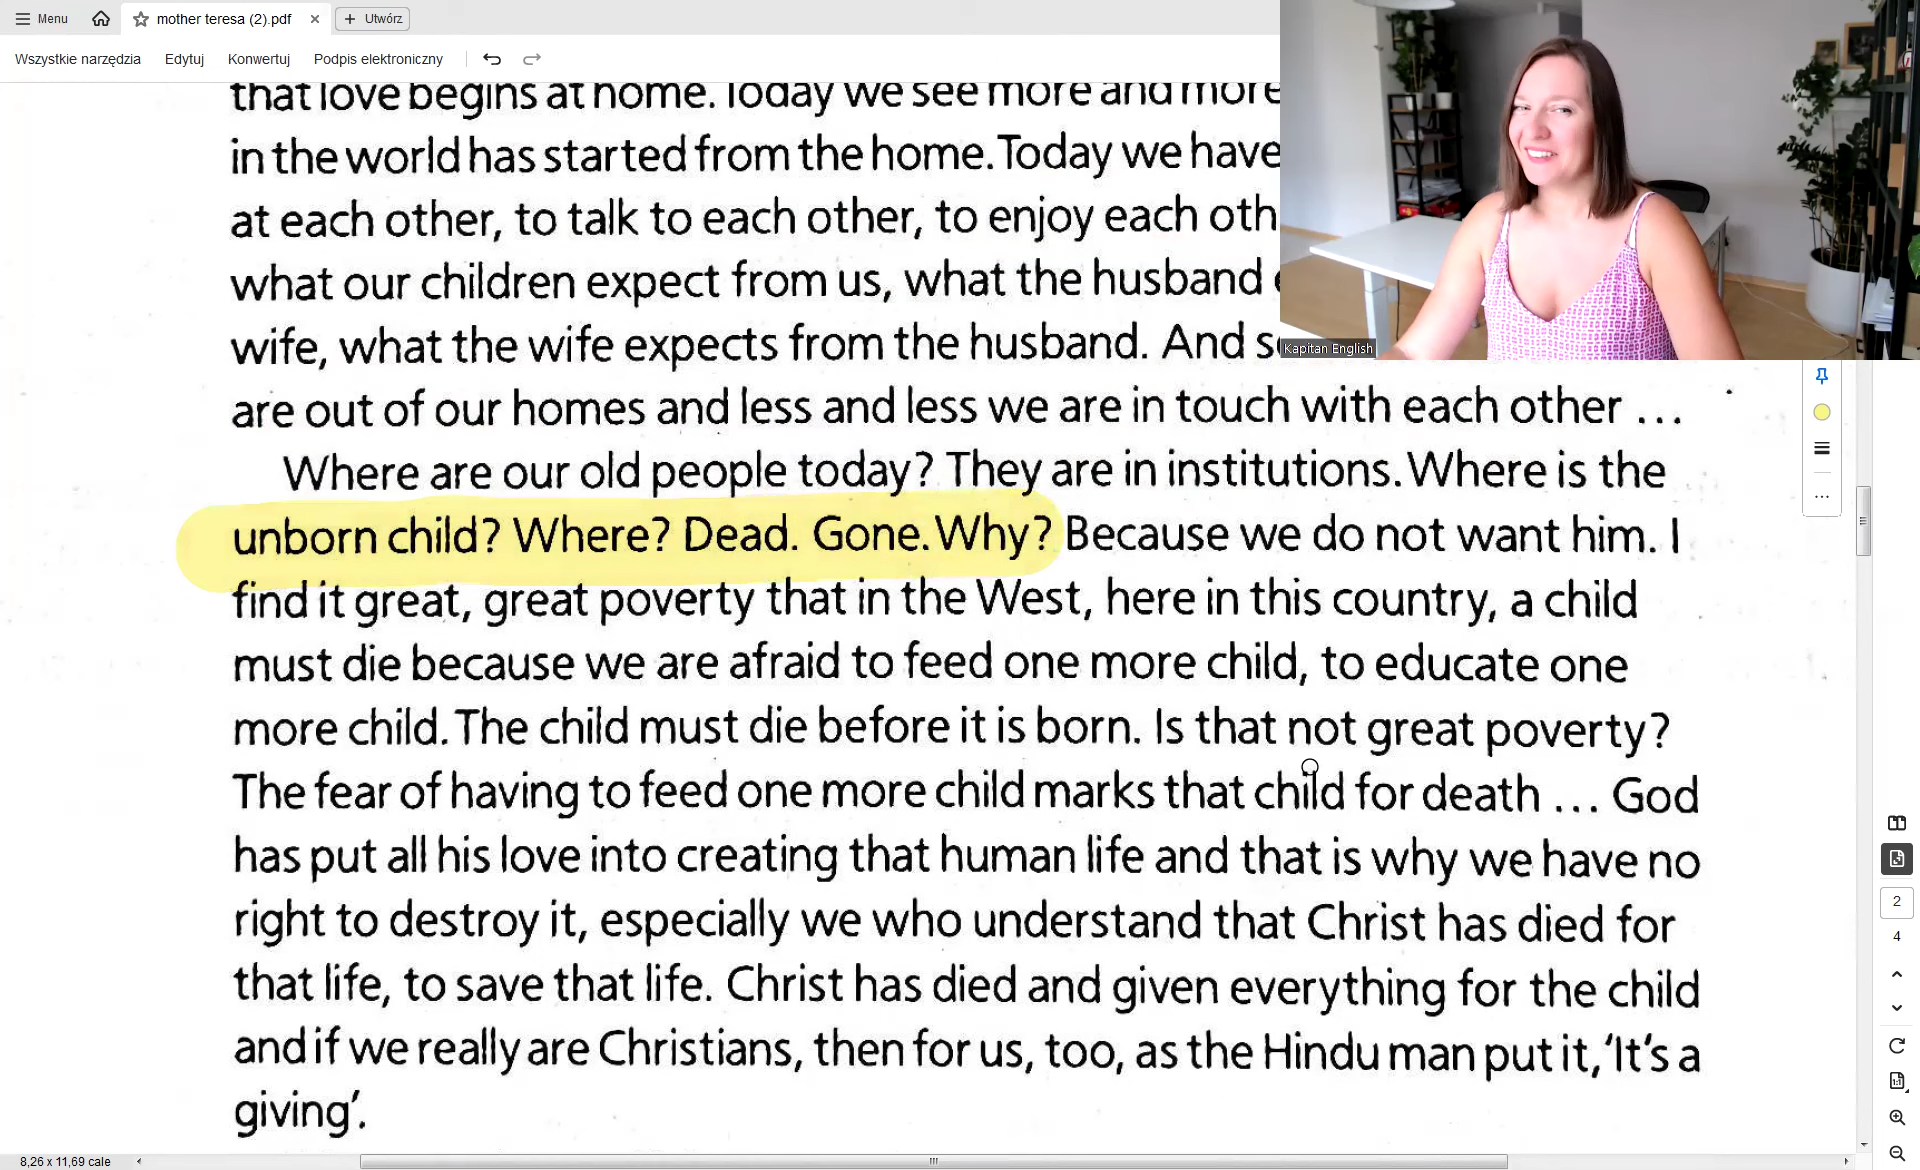 Menu
mother teresa (2).pdf
Utwórz
Wszystkie narzędzia Edytuj Konwertuj Podpis elektroniczny
that love begins at home. Today we see more and more
in the world has started from the home. Today we have
at each other, to talk to each other, to enjoy each oth
what our children expect from us, what the husband
wife, what the wife expects from the husband. And s
Kapitan English
are out of our homes and less and less we are in touch with each other ...
Where are our old people today? They are in institutions. Where is the
unborn child? Where? Dead. Gone. Why? Because we do not want him. I
find it great, great poverty that in the West, here in this country, a child
must die because we are afraid to feed one more child, to educate one
more child. The child must die before it is born. Is that not great poverty?
The fear of having to feed one more child marks that child for death ... God
has put all his love into creating that human life and that is why we have no
right to destroy it, especially we who understand that Christ has died for
that life, to save that life. Christ has died and given everything for the child
and if we really are Christians, then for us, too, as the Hindu man put it, 'It's a
giving'.
2
4
8,26 x 11,69 cale